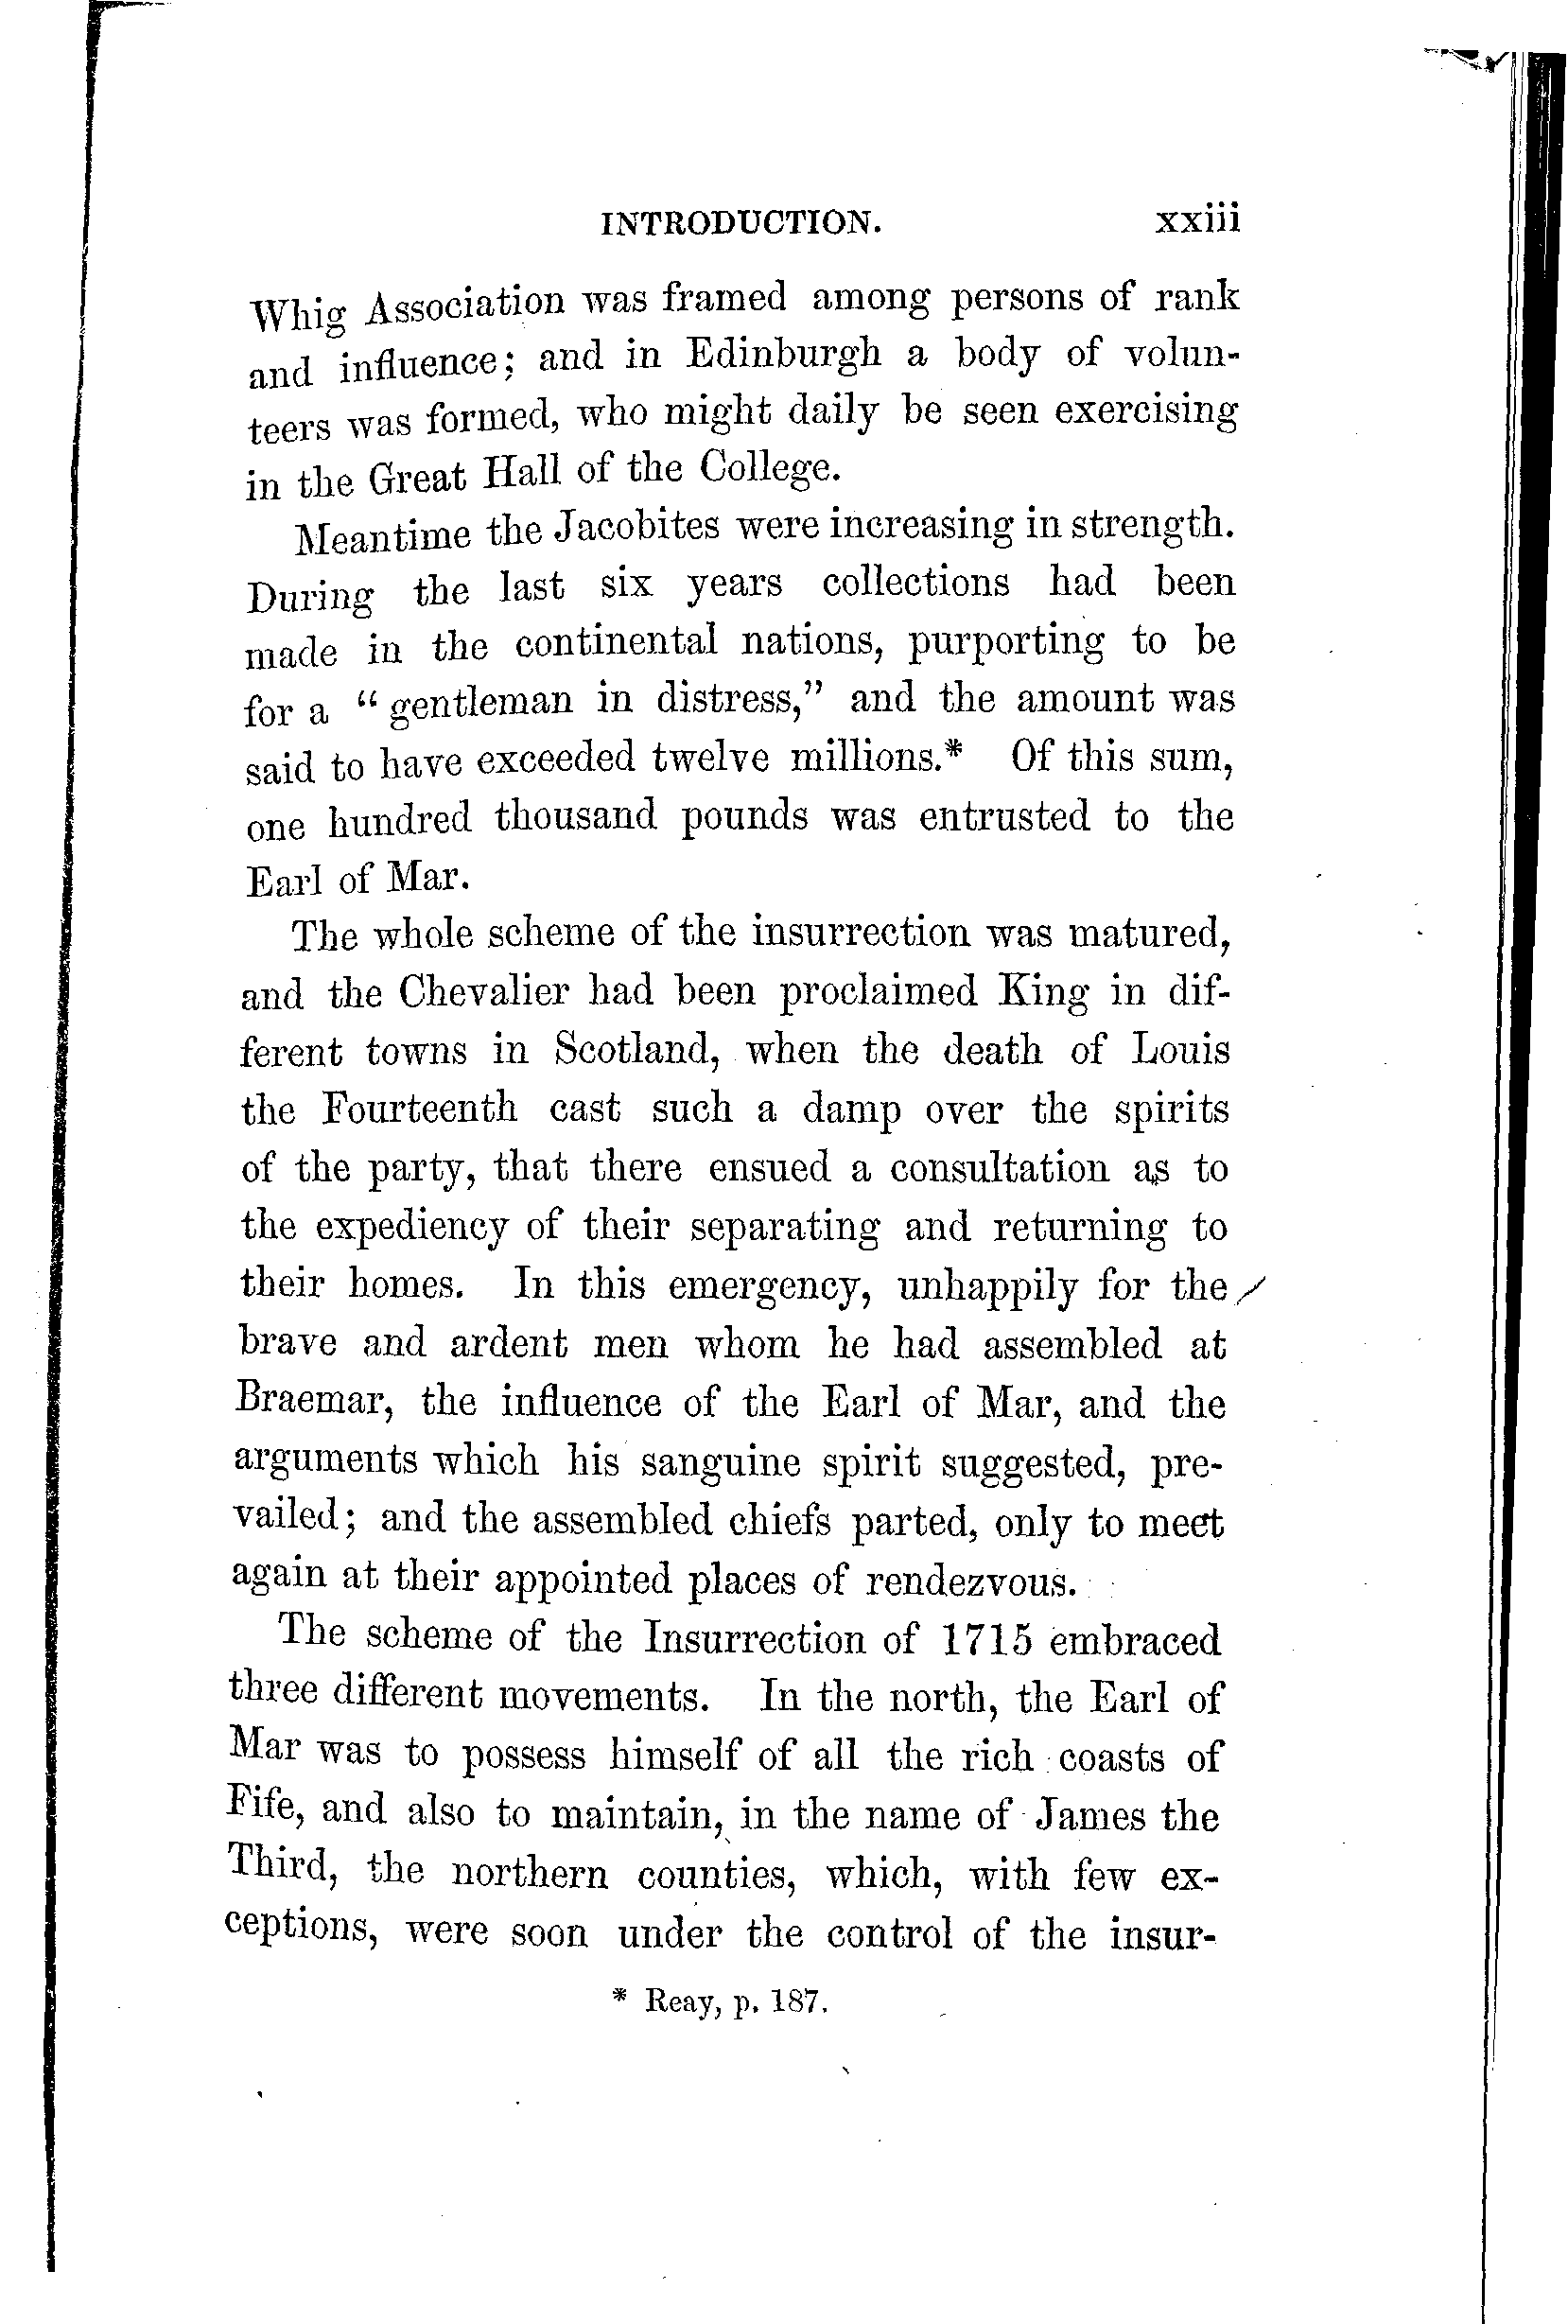 INTRODUCTION. xxiii
Whig Association was framed among persons of rank
and influence; and in Edinburgh a body of volun-
teers was formed, who might daily be seen exercising
in the Great Hall of the College.
Meantime the Jacobites were increasing in strength.
During the last six years collections had been
made in the continental nations, purporting to be
for a "gentleman in distress," and the amount was
said to have exceeded twelve millions.* Of this sum,
one hundred thousand pounds was entrusted to the
Earl of Mar.
The whole scheme of the insurrection was matured,
and the Chevalier had been proclaimed King in dif-
ferent towns in Scotland, when the death of Louis
the Fourteenth cast such a damp over the spirits
of the party, that there ensued a consultation as to
the expediency of their separating and returning to
their homes. In this emergency, unhappily for the
brave and ardent men whom he had assembled at
Braemar, the influence of the Earl of Mar, and the
arguments which his sanguine spirit suggested, pre-
vailed; and the assembled chiefs parted, only to meet
again at their appointed places of rendezvous.
The scheme of the Insurrection of 1715 embraced
three different movements. In the north, the Earl of
Mar was to possess himself of all the rich coasts of
Fife, and also to maintain, in the name of James the
Third, the northern counties, which, with few ex-
ceptions, were soon under the control of the insur-
* Reay, p. 187.